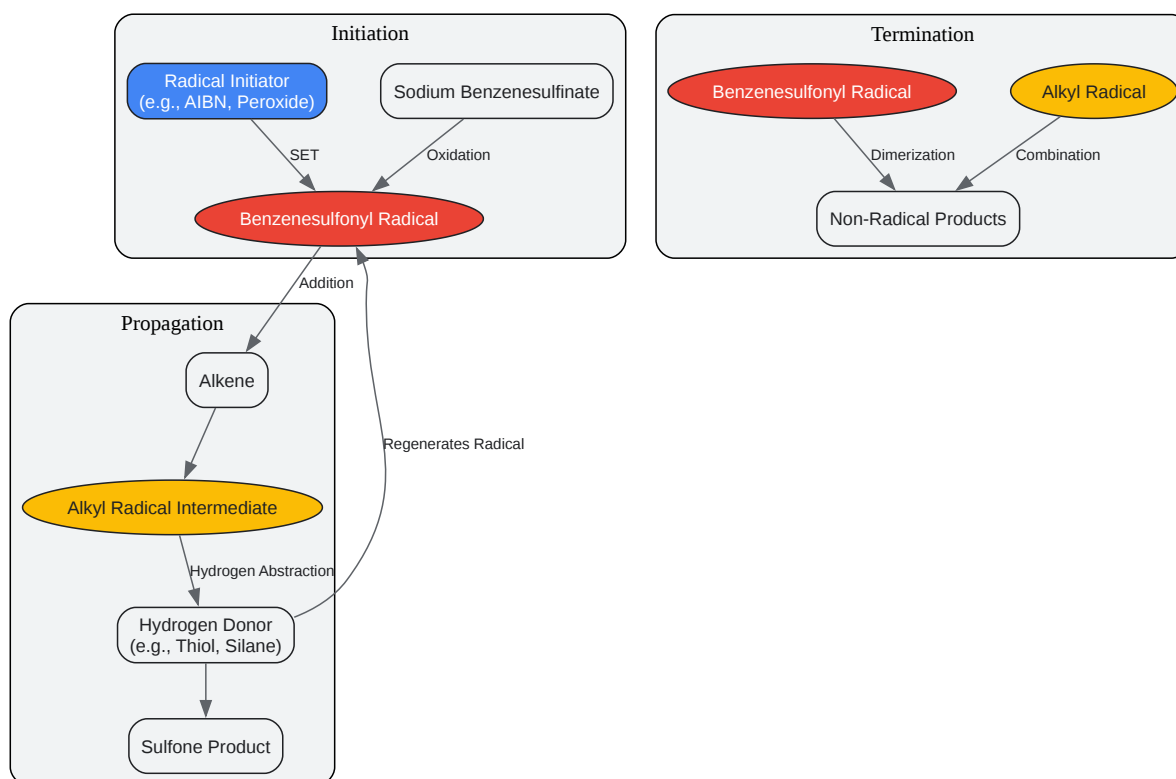 Initiation
Radical Initiator
(e.g., AIBN, Peroxide)
Sodium Benzenesulfinate
SET
Oxidation
Benzenesulfonyl Radical
Termination
Benzenesulfonyl Radical
Alkyl Radical
Dimerization
Combination
Non-Radical Products
Addition
Propagation
Alkene
Regenerates Radical
Alkyl Radical Intermediate
Hydrogen Abstraction
Hydrogen Donor
(e.g., Thiol, Silane)
Sulfone Product